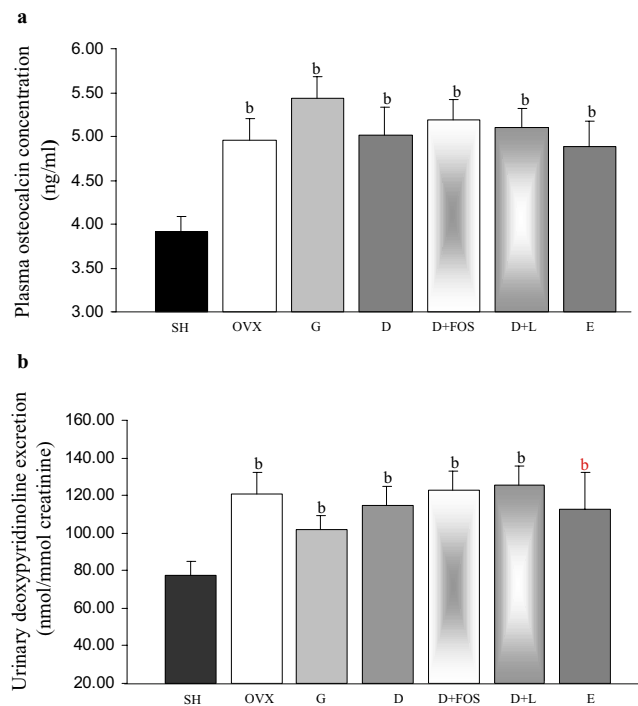 a
Plasma osteocalcin concentration
(ng/ml)
6.00
5.50
5.00
4.50
4.00
3.50
3.00
b b b b b b
SH OVX G D D+FOS D+L E
b
Urinary deoxypyridinoline excretion
(nmol/mmol creatinine)
160.00
140.00
120.00
100.00
80.00
60.00
40.00
20.00
b b b b b b
SH OVX G D D+FOS D+L E